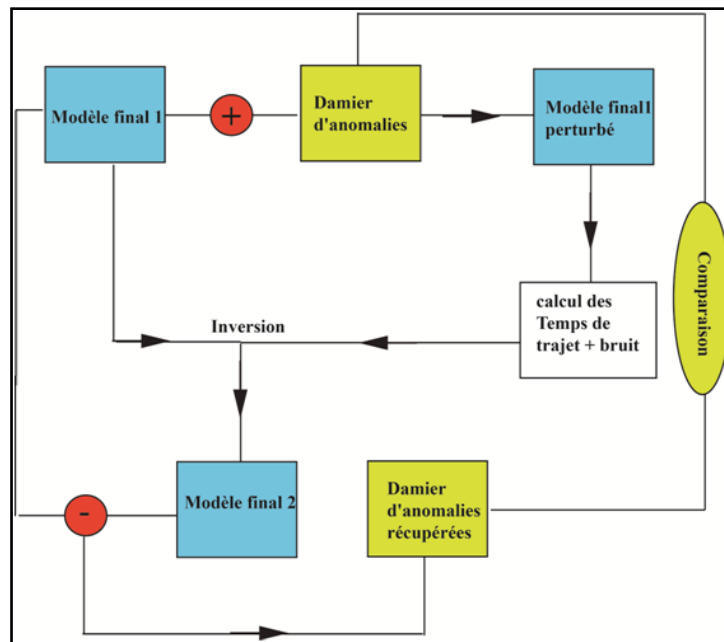 Modèle final 1
+
Damier
d'anomalies
Modèle final1
perturbé
Comparaison
calcul des
Temps de
trajet + bruit
Inversion
Modèle final 2
-
Damier
d'anomalies
récupérées